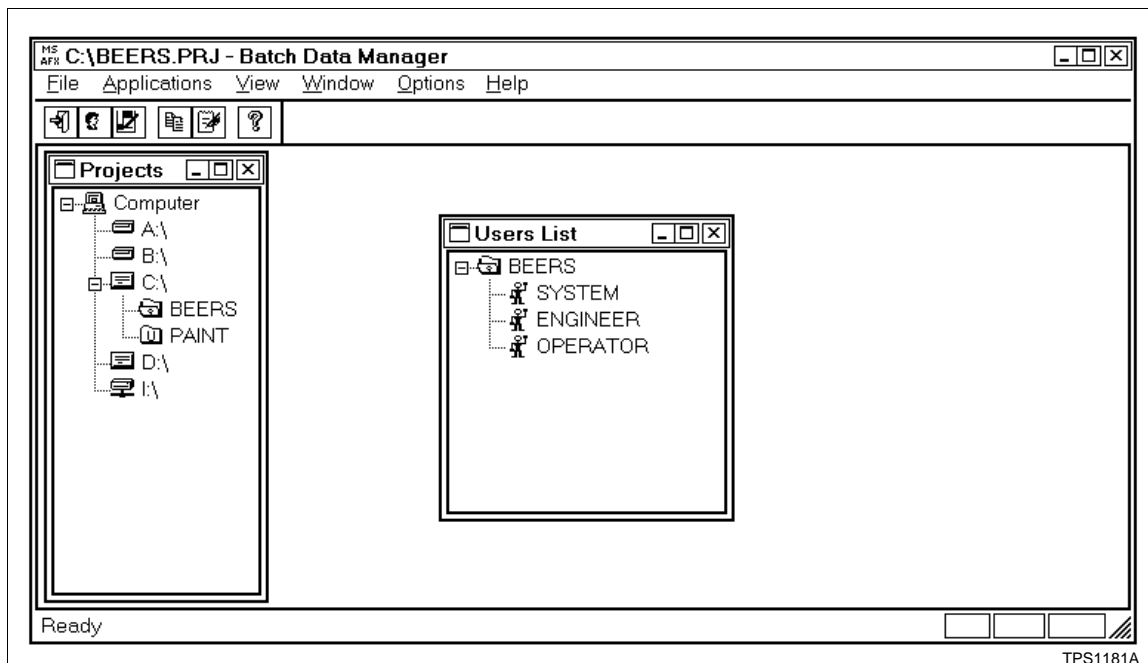 MS AFX C:\BEERS.PRJ - Batch Data Manager
File Applications View Window Options Help
Projects
Computer
A:\
B:\
C:\
BEERS
PAINT
D:\
I:\
Users List
BEERS
SYSTEM
ENGINEER
OPERATOR
Ready
TPS1181A